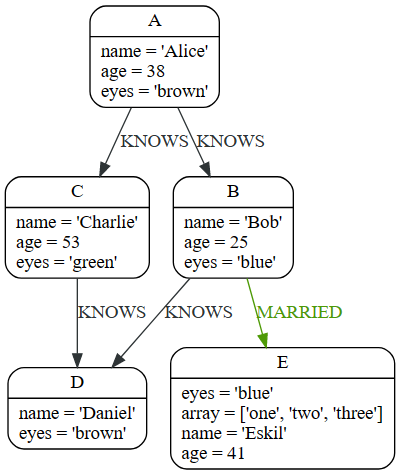 A
name = 'Alice'
age = 38
eyes = 'brown'
KNOWS
KNOWS
C
name = 'Charlie'
age = 53
eyes = 'green'
B
name = 'Bob'
age = 25
eyes = 'blue'
KNOWS
KNOWS
MARRIED
D
name = 'Daniel'
eyes = 'brown'
E
eyes = 'blue'
array = ['one', 'two', 'three']
name = 'Eskil'
age = 41